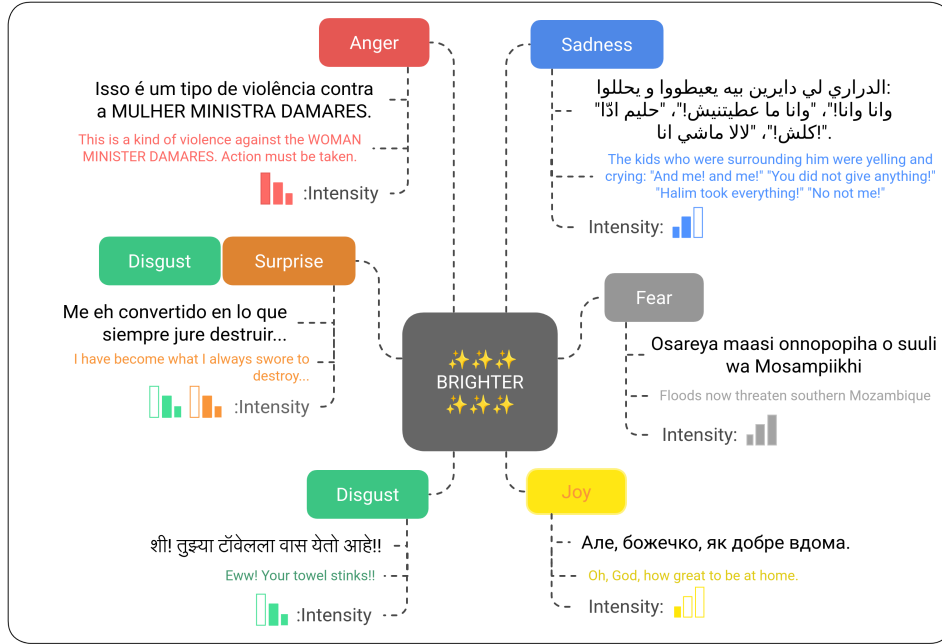 Anger
Isso é um tipo de violência contra
a MULHER MINISTRA DAMARES.
This is a kind of violence against the WOMAN
MINISTER DAMARES. Action must be taken.
:Intensity
Sadness
الدراري لي دايرين بيه يعيطووا و يحللوا:
"وانا وانا!"، "وانا ما عطيتنيش!"، "حليم ادّا
كلش!"، "لالا ماشي انا!".
The kids who were surrounding him were yelling and
crying: "And me! and me!" "You did not give anything!"
"Halim took everything!" "No not me!"
Intensity:
Disgust
Surprise
Me eh convertido en lo que
siempre jure destruir...
I have become what I always swore to
destroy...
:Intensity
✨✨✨
BRIGHTER
✨✨✨
Fear
Osareya maasi onnopopiha o suuli
wa Mosampiikhi
Floods now threaten southern Mozambique
Intensity:
Disgust
शी! तुझ्या टॉवेलला वास येतो आहे!!
Eww! Your towel stinks!!
:Intensity
Joy
Але, божечко, як добре вдома.
Oh, God, how great to be at home.
Intensity: